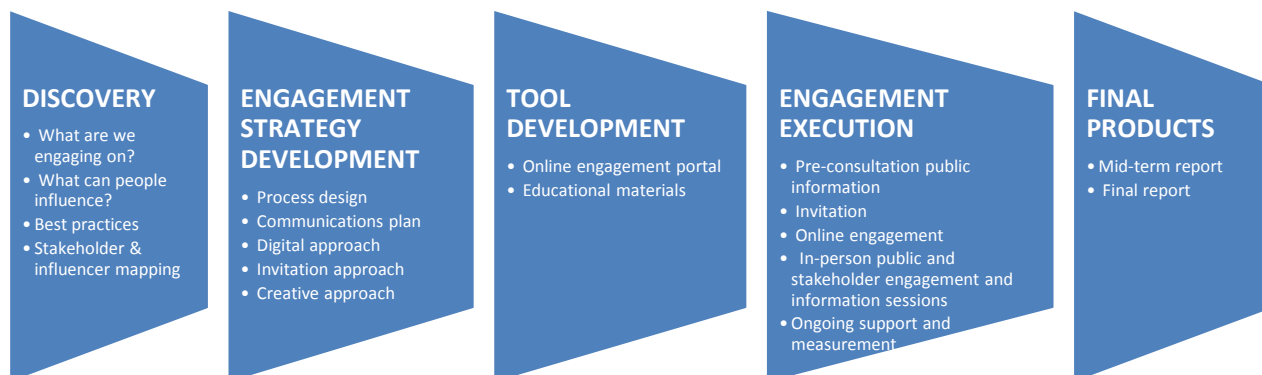 DISCOVERY
• What are we
engaging on?
• What can people
influence?
• Best practices
• Stakeholder &
influencer mapping
ENGAGEMENT
STRATEGY
DEVELOPMENT
• Process design
• Communications plan
• Digital approach
• Invitation approach
• Creative approach
TOOL
DEVELOPMENT
• Online engagement portal
• Educational materials
ENGAGEMENT
EXECUTION
• Pre-consultation public
information
• Invitation
• Online engagement
• In-person public and
stakeholder engagement and
information sessions
• Ongoing support and
measurement
FINAL
PRODUCTS
• Mid-term report
• Final report